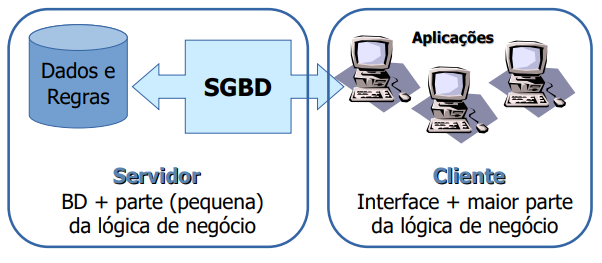 Dados e
Regras
SGBD
Servidor
BD + parte (pequena)
da lógica de negócio
Aplicações
Cliente
Interface + maior parte
da lógica de negócio